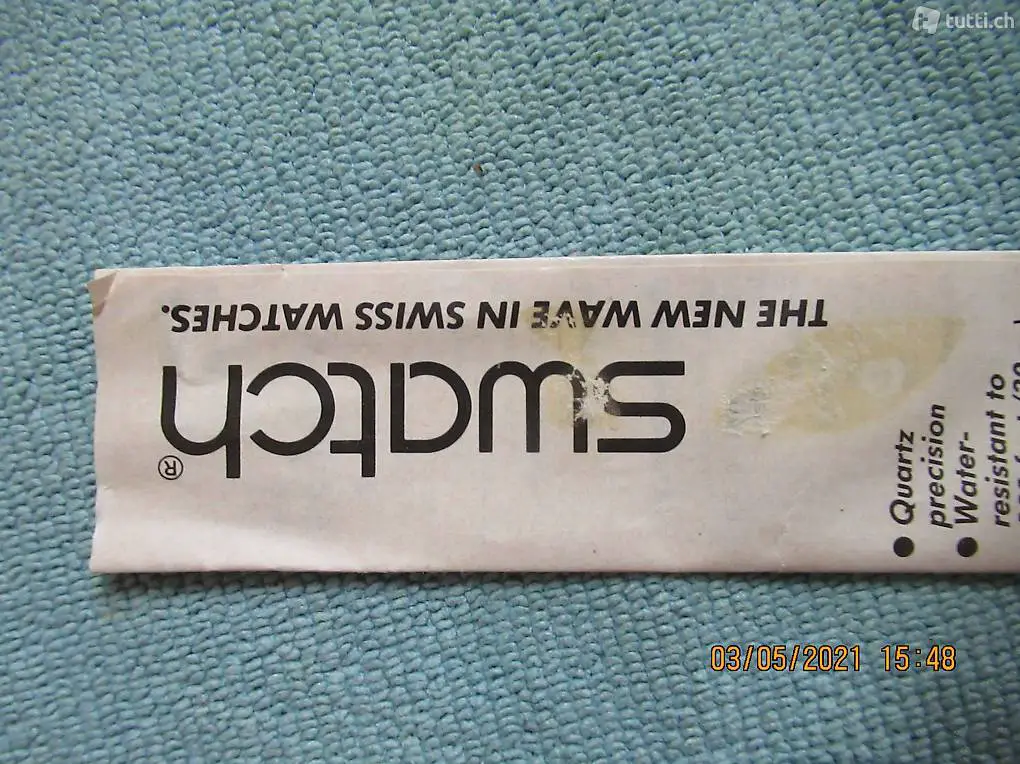 tutti.ch
swatch®
THE NEW WAVE IN SWISS WATCHES.
● Quartz
precision
● Water-
resistant to
03/05/2021 15:48